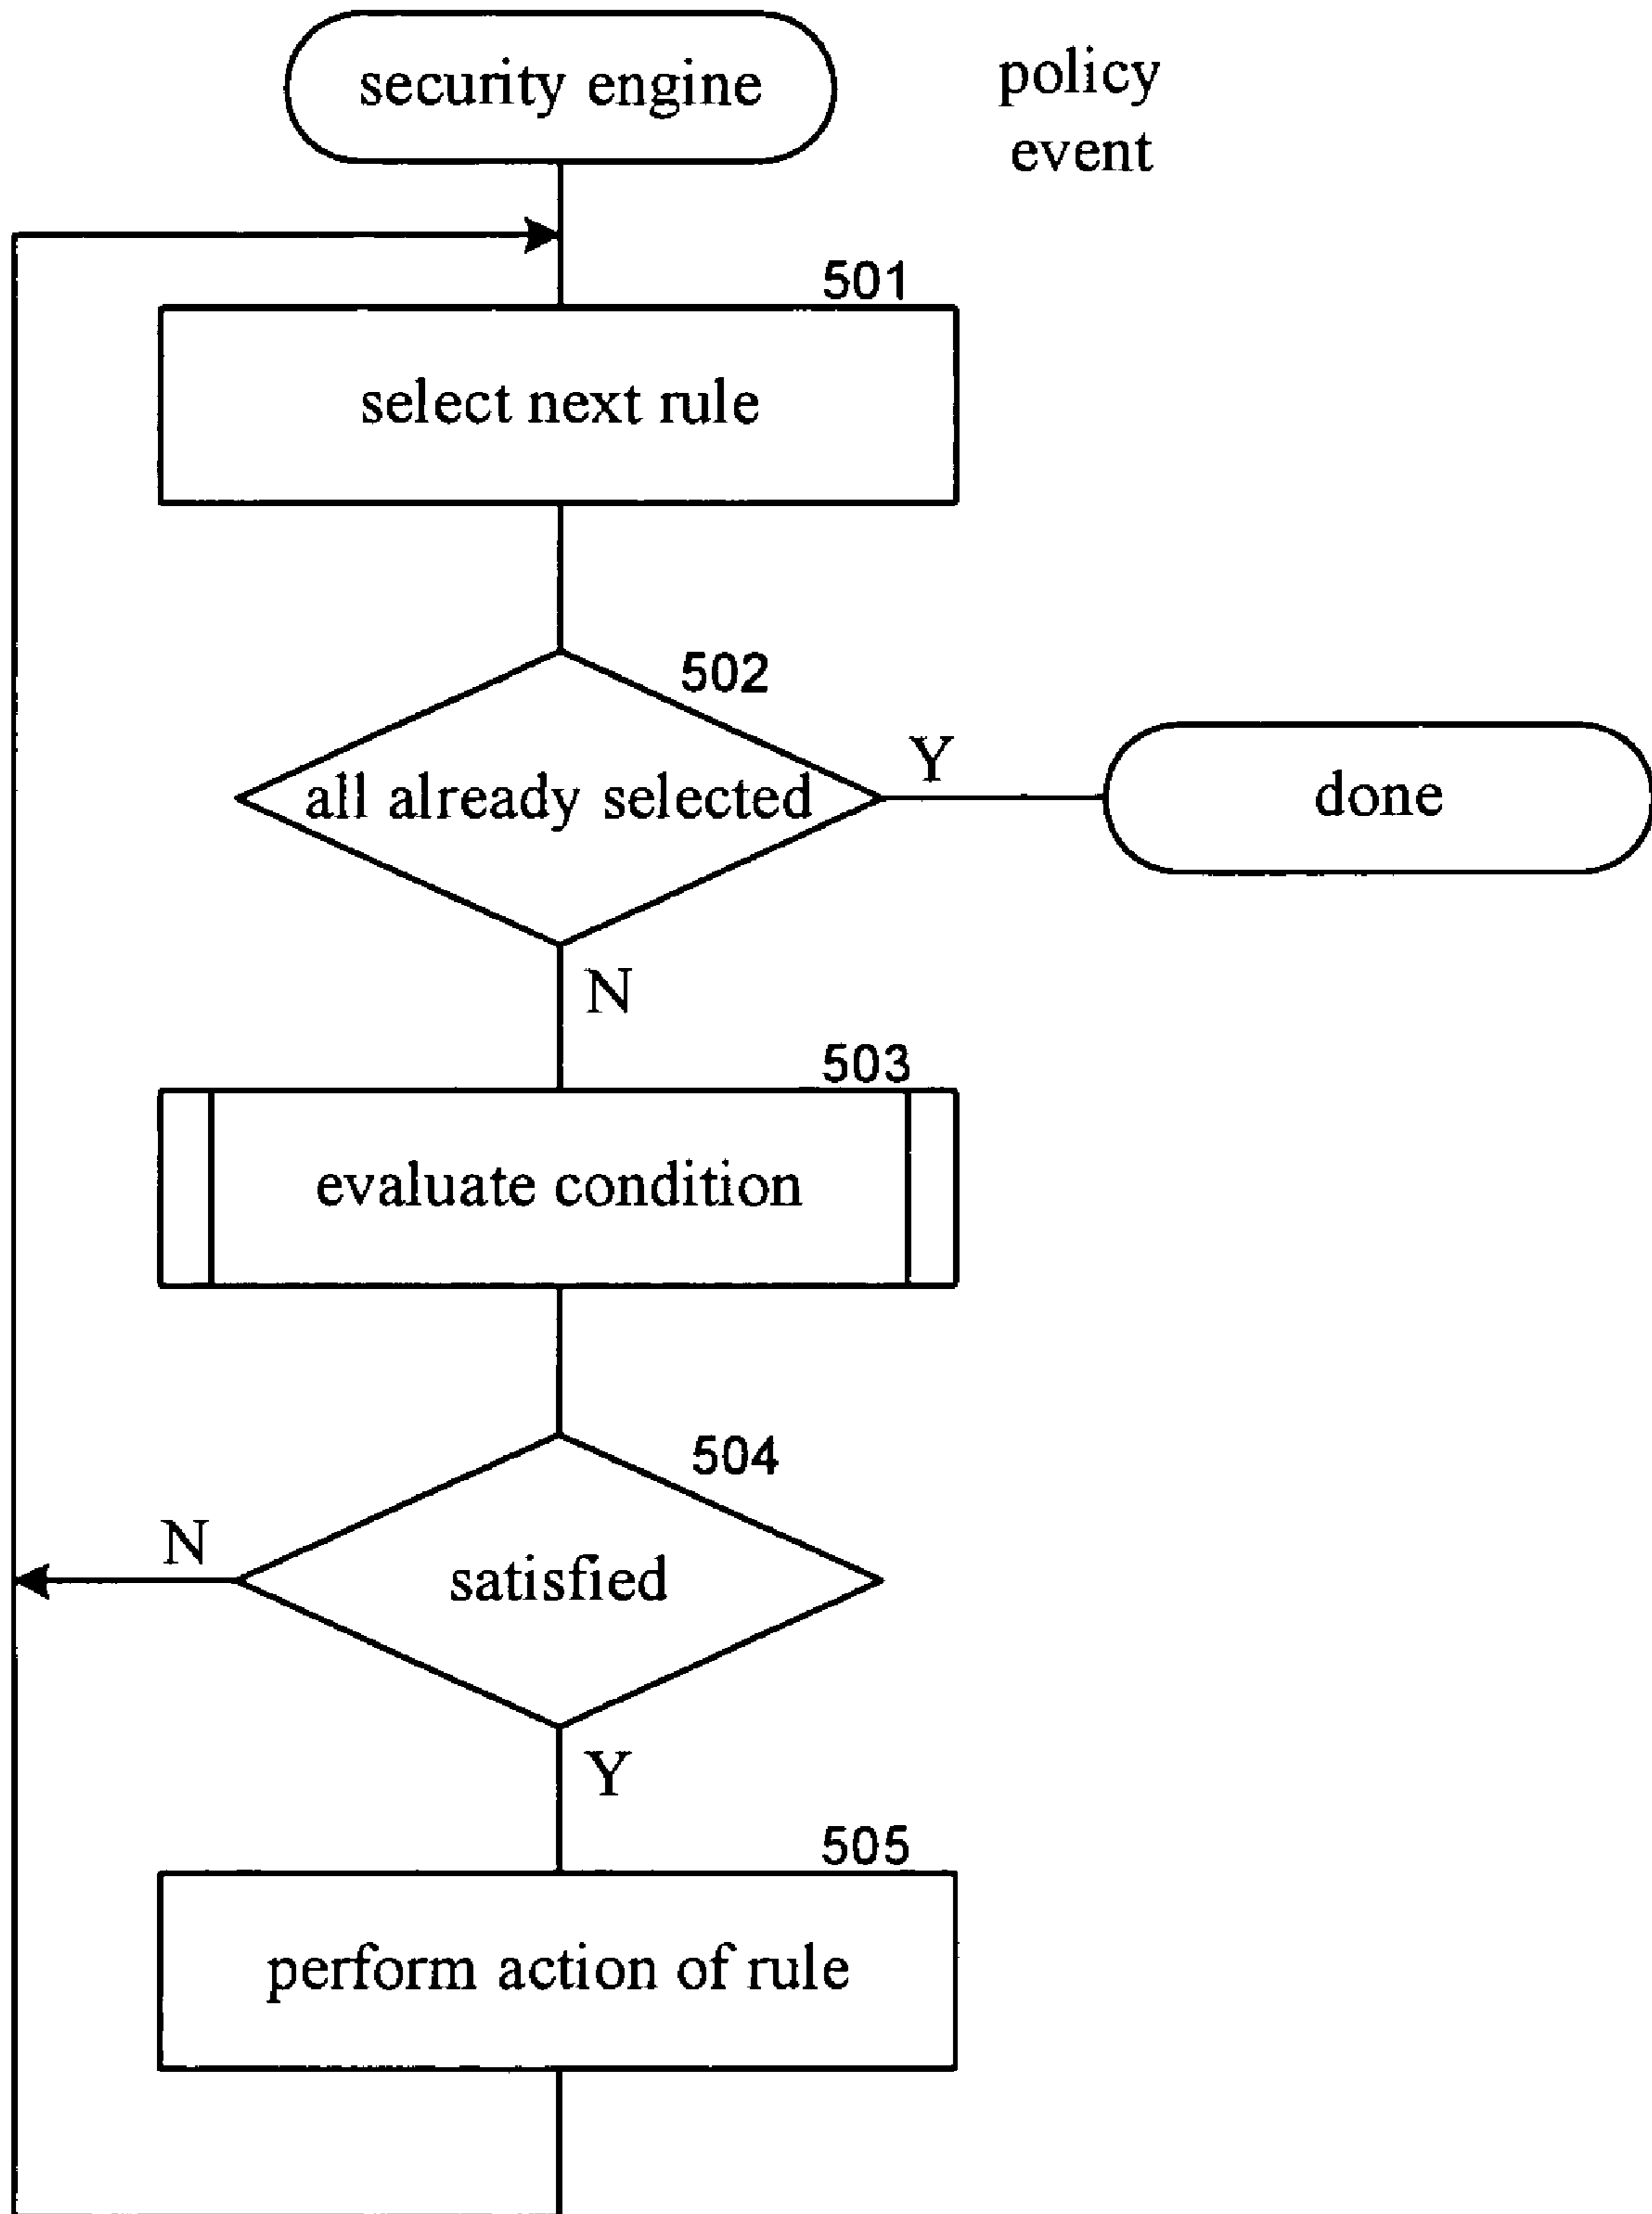 security engine
policy
event
501
select next rule
502
all already selected
Y
done
N
503
evaluate condition
504
N
satisfied
Y
505
perform action of rule